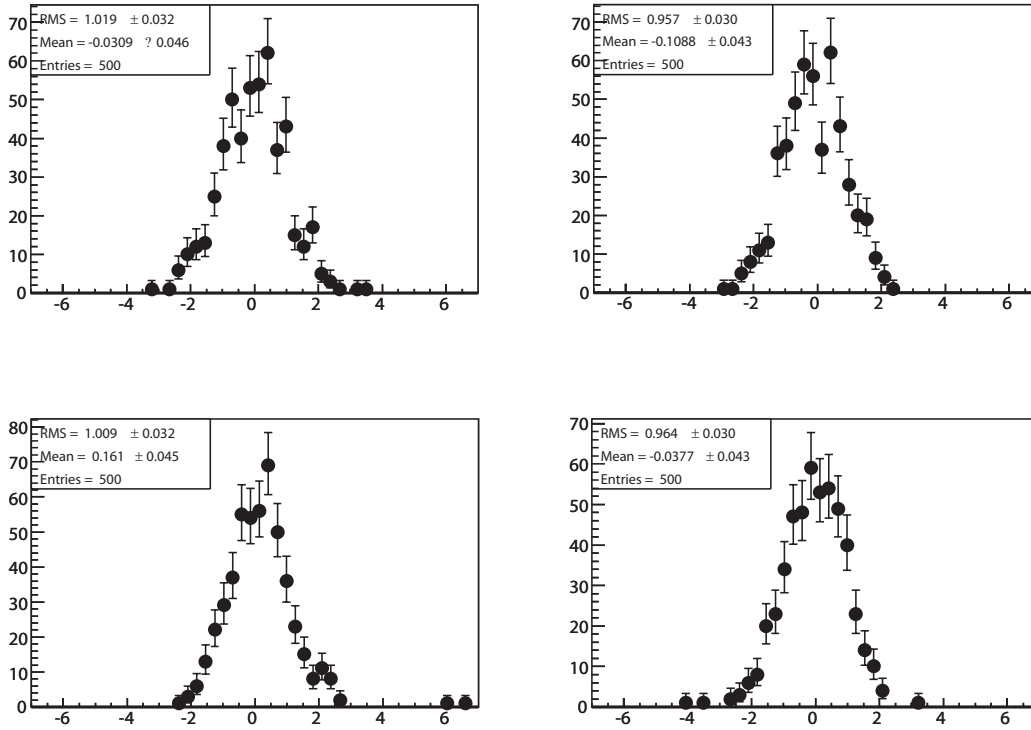 70
60
50
40
30
20
10
0
RMS = 1.019 ± 0.032
Mean = -0.0309 ? 0.046
Entries = 500
-6 -4 -2 0 2 4 6
70
60
50
40
30
20
10
0
RMS = 0.957 ± 0.030
Mean = -0.1088 ± 0.043
Entries = 500
-6 -4 -2 0 2 4 6
80
70
60
50
40
30
20
10
0
RMS = 1.009 ± 0.032
Mean = 0.161 ± 0.045
Entries = 500
-6 -4 -2 0 2 4 6
70
60
50
40
30
20
10
0
RMS = 0.964 ± 0.030
Mean = -0.0377 ± 0.043
Entries = 500
-6 -4 -2 0 2 4 6